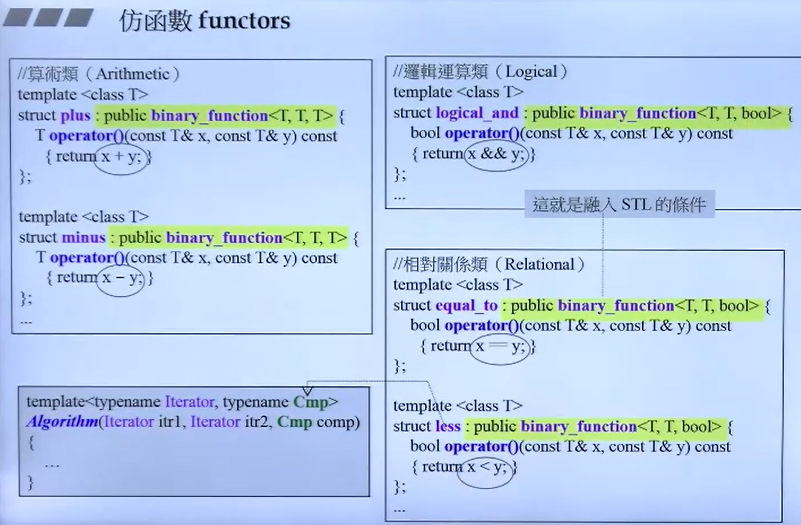 仿函數 functors
//算術類（Arithmetic）
template <class T>
struct plus : public binary_function<T, T, T> {
T operator()(const T& x, const T& y) const
{ return x + y; }
};
template <class T>
struct minus : public binary_function<T, T, T> {
T operator()(const T& x, const T& y) const
{ return x − y; }
};
...
template<typename Iterator, typename Cmp>
Algorithm(Iterator itr1, Iterator itr2, Cmp comp)
{
...
}
//邏輯運算類（Logical）
template <class T>
struct logical_and : public binary_function<T, T, bool> {
bool operator()(const T& x, const T& y) const
{ return x && y; }
};
...
這就是融入 STL 的條件
//相對關係類（Relational）
template <class T>
struct equal_to : public binary_function<T, T, bool> {
bool operator()(const T& x, const T& y) const
{ return x == y; }
};
template <class T>
struct less : public binary_function<T, T, bool> {
bool operator()(const T& x, const T& y) const
{ return x < y; }
};
...